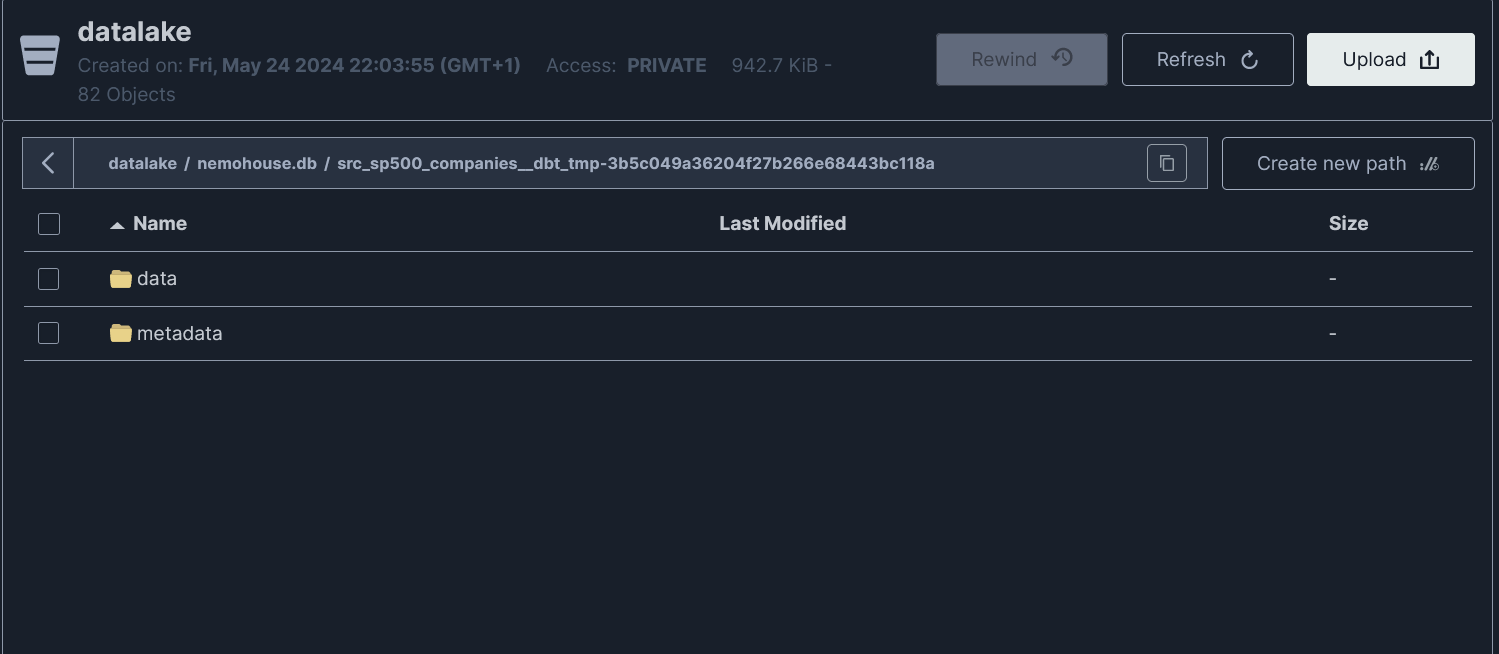 datalake
Created on: Fri, May 24 2024 22:03:55 (GMT+1) Access: PRIVATE 942.7 KiB -
82 Objects
Rewind Refresh Upload
datalake / nemohouse.db / src_sp500_companies__dbt_tmp-3b5c049a36204f27b266e68443bc118a
Create new path
Name Last Modified Size
data -
metadata -